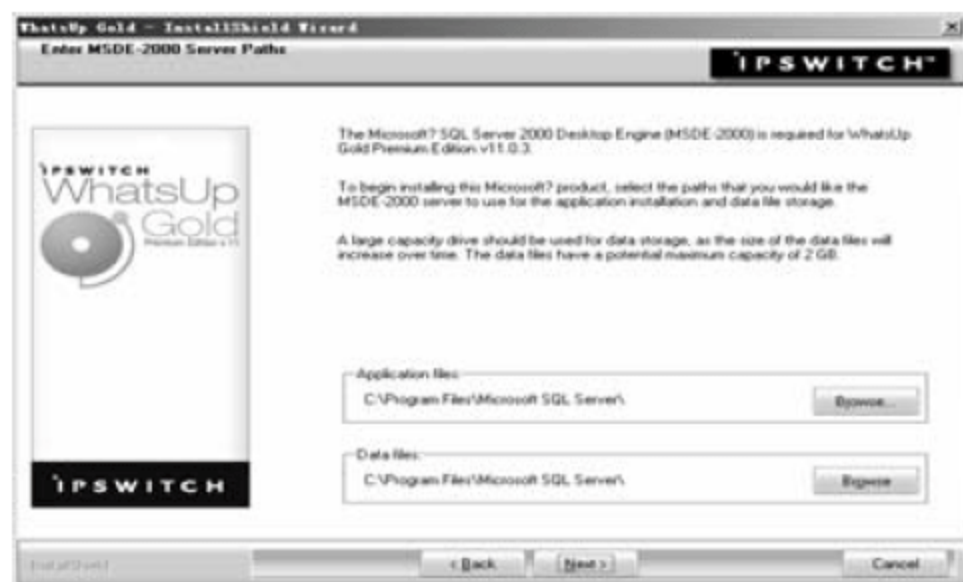 WhatsUp Gold - InstallShield Wizard
Enter MSDE-2000 Server Paths
IPSWITCH™
The Microsoft? SQL Server 2000 Desktop Engine (MSDE-2000) is required for WhatsUp
Gold Premium Edition v11.0.3.
To begin installing this Microsoft? product, select the paths that you would like the
MSDE-2000 server to use for the application installation and data file storage.
A large capacity drive should be used for data storage, as the size of the data files will
increase over time. The data files have a potential maximum capacity of 2 GB.
IPSWITCH
WhatsUp
Gold
Premium Edition v11
Application files:
C:\Program Files\Microsoft SQL Server\
Browse...
Data files:
C:\Program Files\Microsoft SQL Server\
Browse
IPSWITCH
InstallShield
< Back
Next >
Cancel